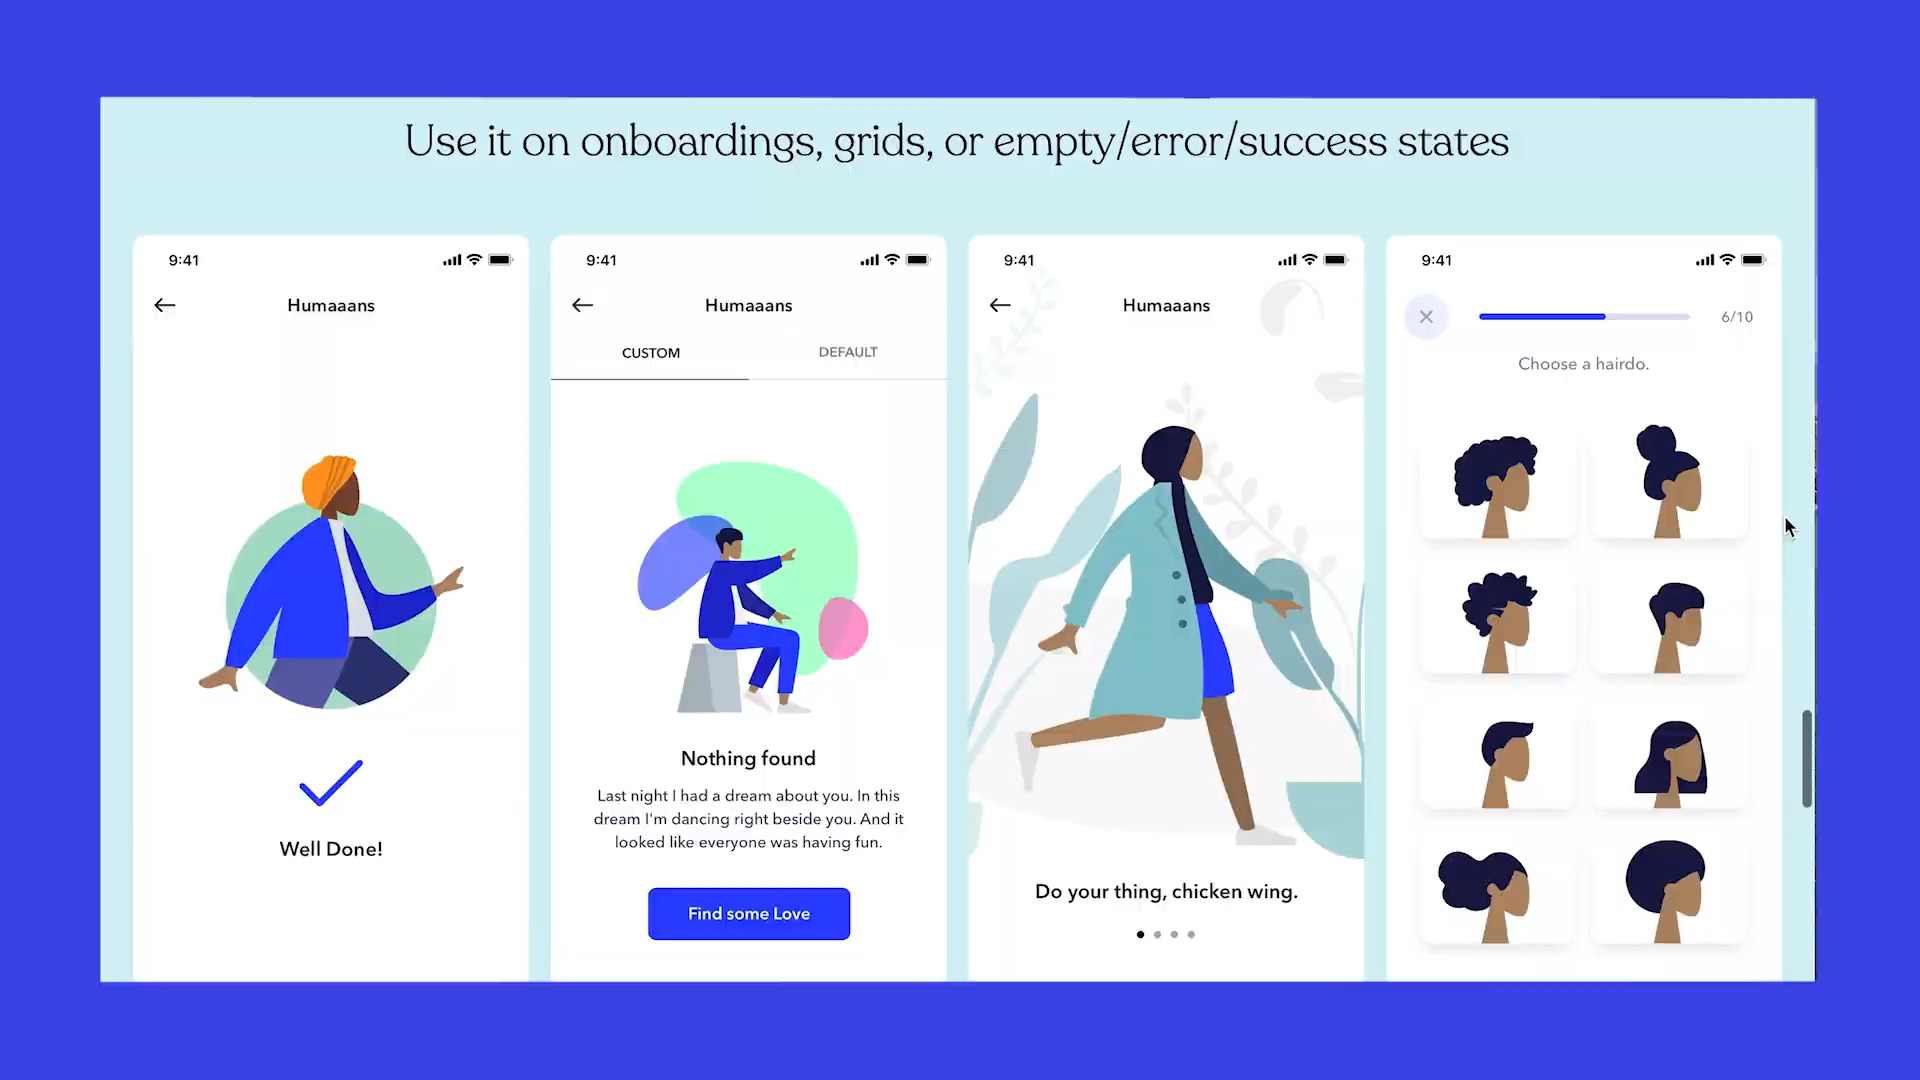 Use it on onboardings, grids, or empty/error/success states
9:41
Humaaans
Well Done!
9:41
Humaaans
CUSTOM
DEFAULT
Nothing found
Last night I had a dream about you. In this
dream I'm dancing right beside you. And it
looked like everyone was having fun.
Find some Love
9:41
Humaaans
Do your thing, chicken wing.
9:41
6/10
Choose a hairdo.